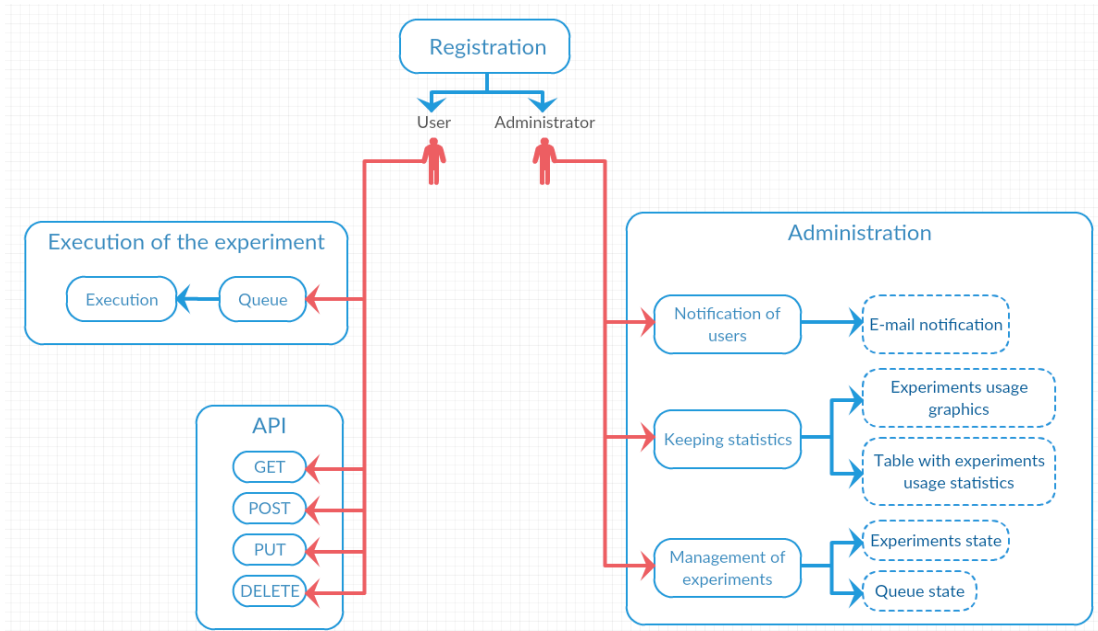 Registration
User
Administrator
Execution of the experiment
Execution
Queue
API
GET
POST
PUT
DELETE
Administration
Notification of
users
E-mail notification
Keeping statistics
Experiments usage
graphics
Table with experiments
usage statistics
Management of
experiments
Experiments state
Queue state